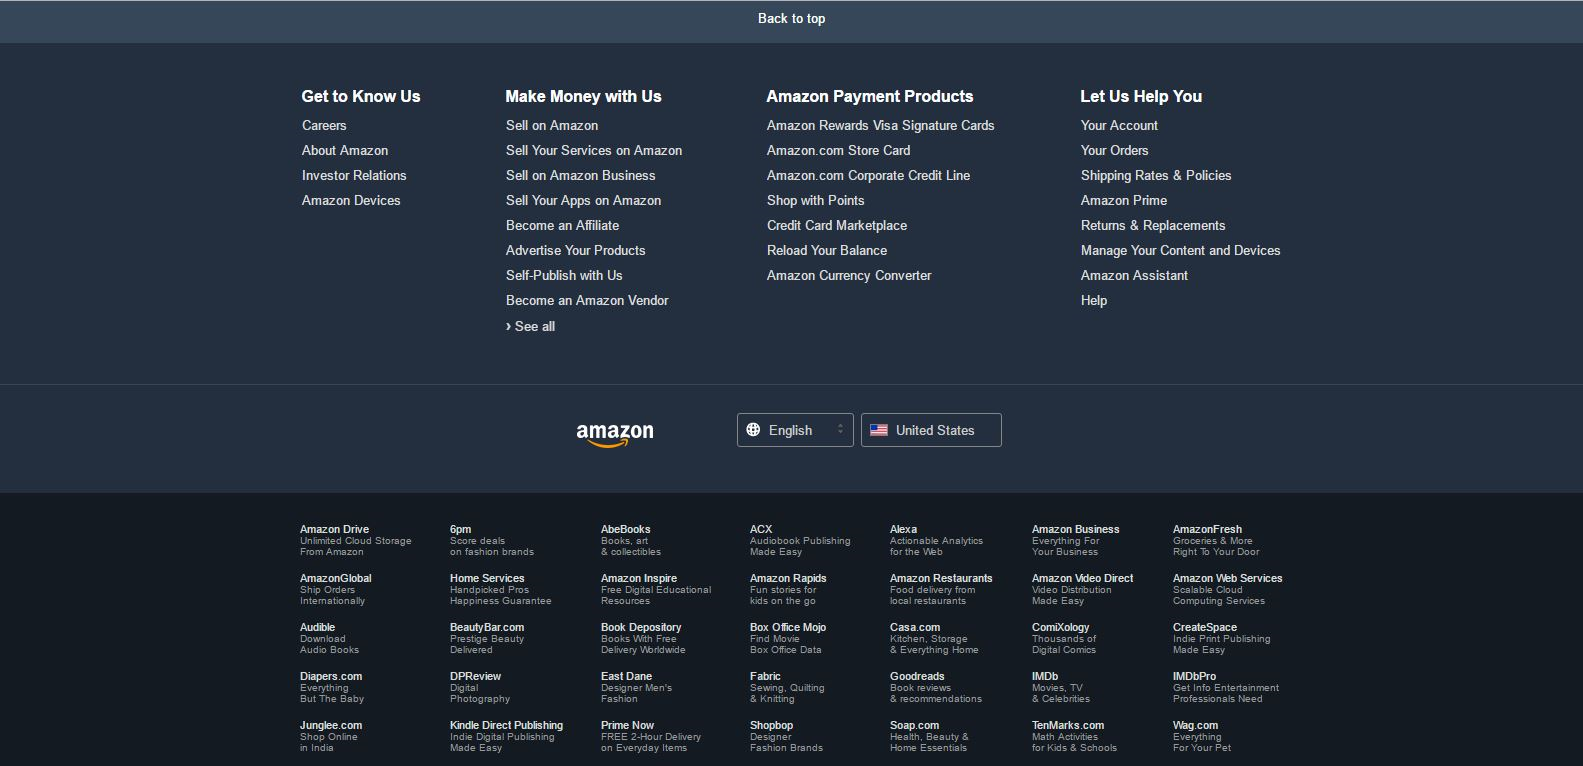 Back to top
Get to Know Us
Careers
About Amazon
Investor Relations
Amazon Devices
Make Money with Us
Sell on Amazon
Sell Your Services on Amazon
Sell on Amazon Business
Sell Your Apps on Amazon
Become an Affiliate
Advertise Your Products
Self-Publish with Us
Become an Amazon Vendor
› See all
Amazon Payment Products
Amazon Rewards Visa Signature Cards
Amazon.com Store Card
Amazon.com Corporate Credit Line
Shop with Points
Credit Card Marketplace
Reload Your Balance
Amazon Currency Converter
Let Us Help You
Your Account
Your Orders
Shipping Rates & Policies
Amazon Prime
Returns & Replacements
Manage Your Content and Devices
Amazon Assistant
Help
amazon
English
United States
Amazon Drive
Unlimited Cloud Storage
From Amazon
6pm
Score deals
on fashion brands
AbeBooks
Books, art
& collectibles
ACX
Audiobook Publishing
Made Easy
Alexa
Actionable Analytics
for the Web
Amazon Business
Everything For
Your Business
AmazonFresh
Groceries & More
Right To Your Door
AmazonGlobal
Ship Orders
Internationally
Home Services
Handpicked Pros
Happiness Guarantee
Amazon Inspire
Free Digital Educational
Resources
Amazon Rapids
Fun stories for
kids on the go
Amazon Restaurants
Food delivery from
local restaurants
Amazon Video Direct
Video Distribution
Made Easy
Amazon Web Services
Scalable Cloud
Computing Services
Audible
Download
Audio Books
BeautyBar.com
Prestige Beauty
Delivered
Book Depository
Books With Free
Delivery Worldwide
Box Office Mojo
Find Movie
Box Office Data
Casa.com
Kitchen, Storage
& Everything Home
ComiXology
Thousands of
Digital Comics
CreateSpace
Indie Print Publishing
Made Easy
Diapers.com
Everything
But The Baby
DPReview
Digital
Photography
East Dane
Designer Men's
Fashion
Fabric
Sewing, Quilting
& Knitting
Goodreads
Book reviews
& recommendations
IMDb
Movies, TV
& Celebrities
IMDbPro
Get Info Entertainment
Professionals Need
Junglee.com
Shop Online
in India
Kindle Direct Publishing
Indie Digital Publishing
Made Easy
Prime Now
FREE 2-Hour Delivery
on Everyday Items
Shopbop
Designer
Fashion Brands
Soap.com
Health, Beauty &
Home Essentials
TenMarks.com
Math Activities
for Kids & Schools
Wag.com
Everything
For Your Pet